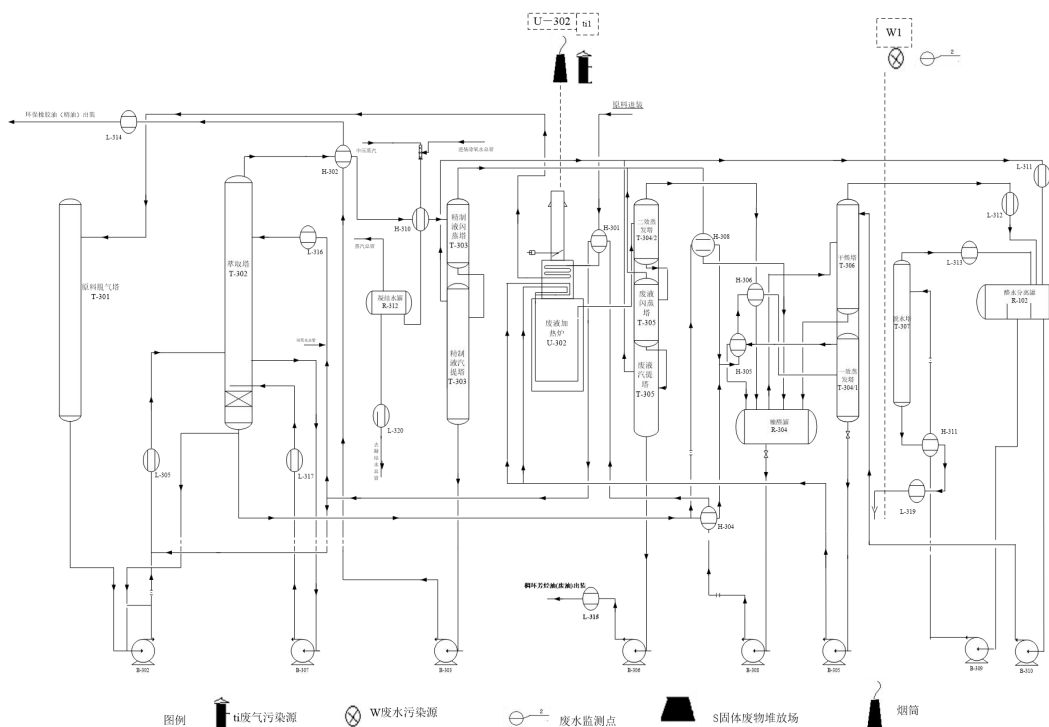 U—302
ti1
W1
2
原料进装
环保橡胶油（精油）出装
L-314
H-302
L-311
L-312
H-310
L-316
精制
液闪
蒸塔
T-303
H-301
二效蒸
发塔
T-304/2
H-308
干燥塔
T-306
L-313
萃取塔
T-302
原料脱气塔
T-301
蒸汽总管
凝结水罐
R-312
H-306
脱水塔
T-307
醛水分离罐
R-102
废液加
热炉
U-302
废液
闪蒸
塔
T-305
H-305
一效蒸
发塔
T-304/1
精制
液汽
提塔
T-303
废液
汽提
塔
T-305
糠醛罐
R-304
L-320
H-311
L-305
L-317
L-319
H-304
稠环芳烃油(废油)出装
L-315
B-302
B-307
B-303
B-306
B-308
B-305
B-309
B-310
图例
ti废气污染源
W废水污染源
2
废水监测点
S固体废物堆放场
烟筒